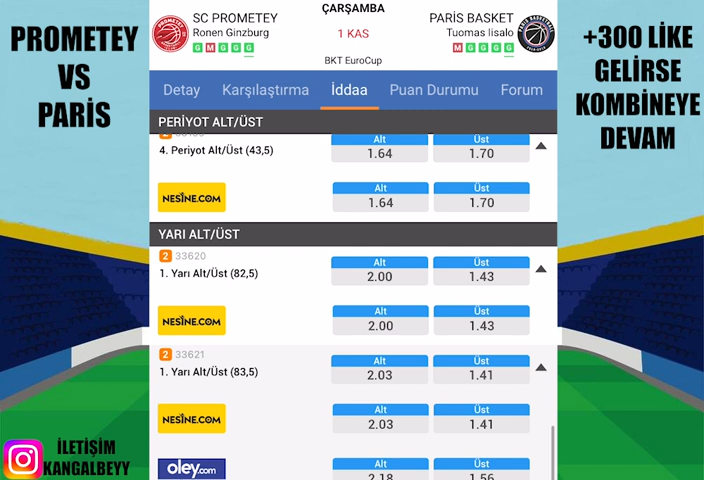 PROMETEY
VS
PARİS
SC PROMETEY
Ronen Ginzburg
G M G G G
ÇARŞAMBA
1 KAS
BKT EuroCup
PARİS BASKET
Tuomas Iisalo
M G G G G
+300 LİKE
GELİRSE
KOMBİNEYE
DEVAM
Detay Karşılaştırma İddaa Puan Durumu Forum
PERİYOT ALT/ÜST
4. Periyot Alt/Üst (43,5)
Alt Üst
1.64 1.70
NESİNE.COM
Alt Üst
1.64 1.70
YARI ALT/ÜST
2 33620
1. Yarı Alt/Üst (82,5)
Alt Üst
2.00 1.43
NESİNE.COM
Alt Üst
2.00 1.43
2 33621
1. Yarı Alt/Üst (83,5)
Alt Üst
2.03 1.41
NESİNE.COM
Alt Üst
2.03 1.41
oley.com
Alt Üst
2.18 1.56
İLETİŞİM
KANGALBEYY